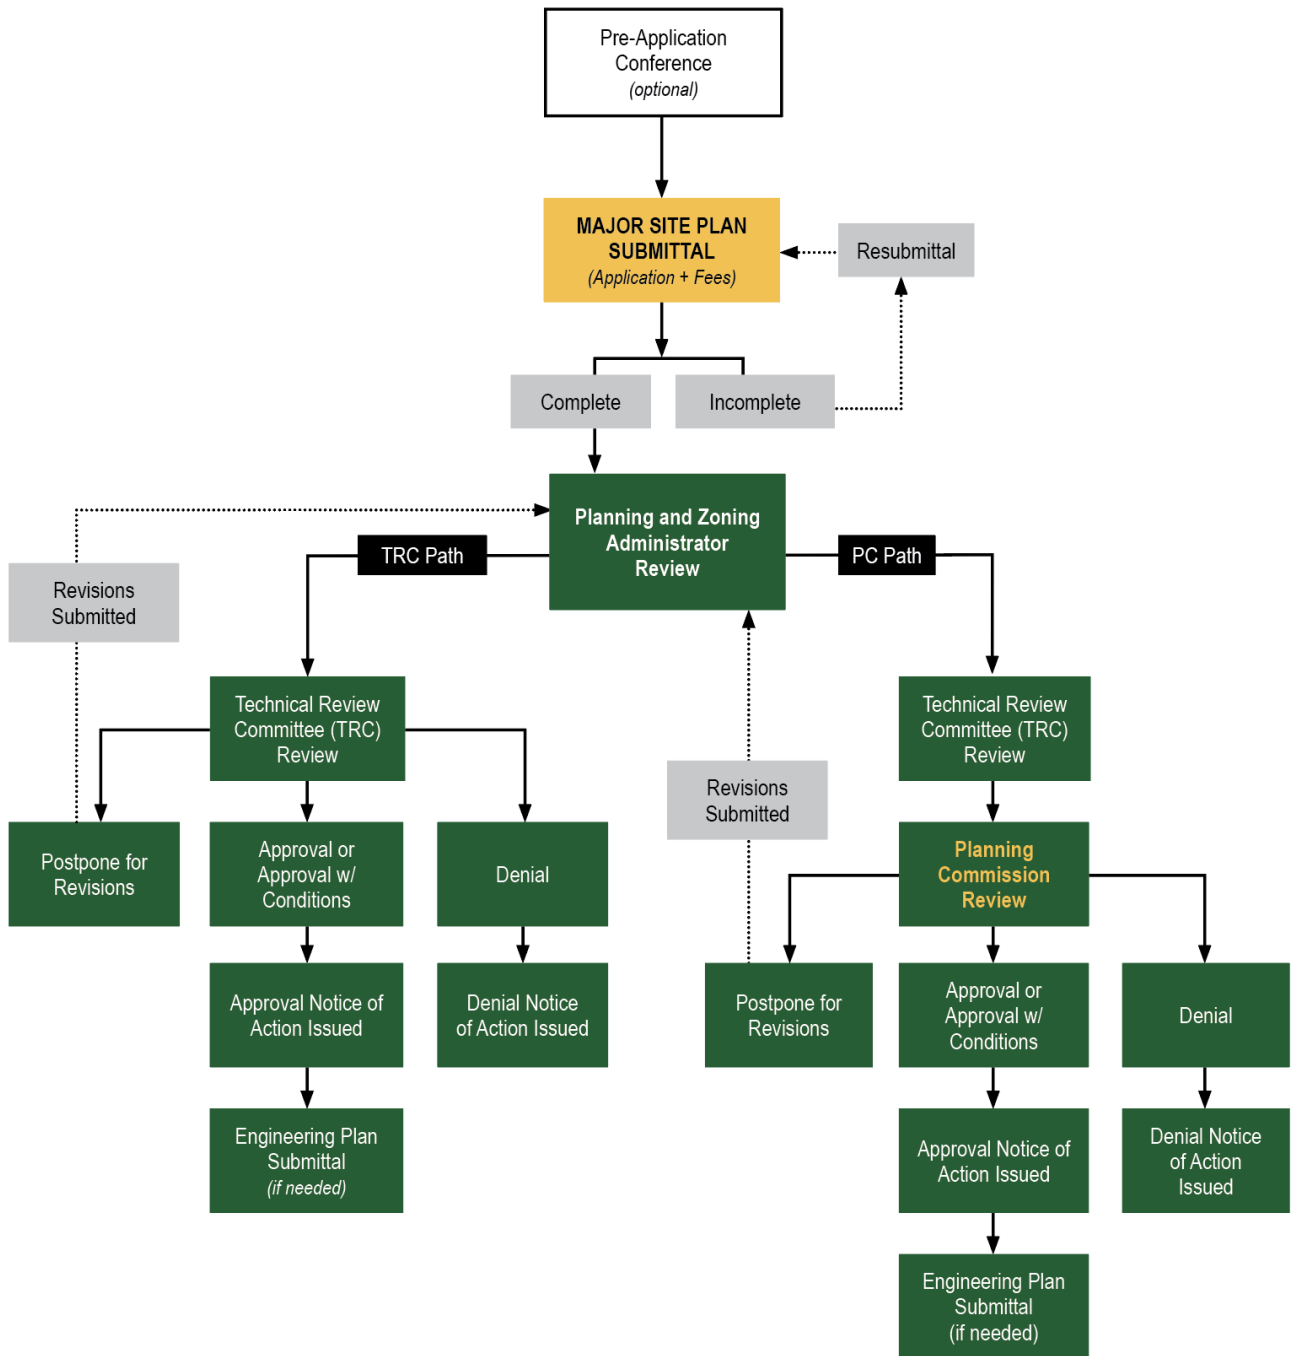 Pre-Application
Conference
(optional)
MAJOR SITE PLAN
SUBMITTAL
(Application + Fees)
Resubmittal
Complete
Incomplete
Planning and Zoning
Administrator
Review
TRC Path
PC Path
Revisions
Submitted
Technical Review
Committee (TRC)
Review
Technical Review
Committee (TRC)
Review
Revisions
Submitted
Postpone for
Revisions
Approval or
Approval w/
Conditions
Denial
Planning
Commission
Review
Approval Notice of
Action Issued
Denial Notice
of Action Issued
Postpone for
Revisions
Approval or
Approval w/
Conditions
Denial
Engineering Plan
Submittal
(if needed)
Approval Notice of
Action Issued
Denial Notice
of Action
Issued
Engineering Plan
Submittal
(if needed)